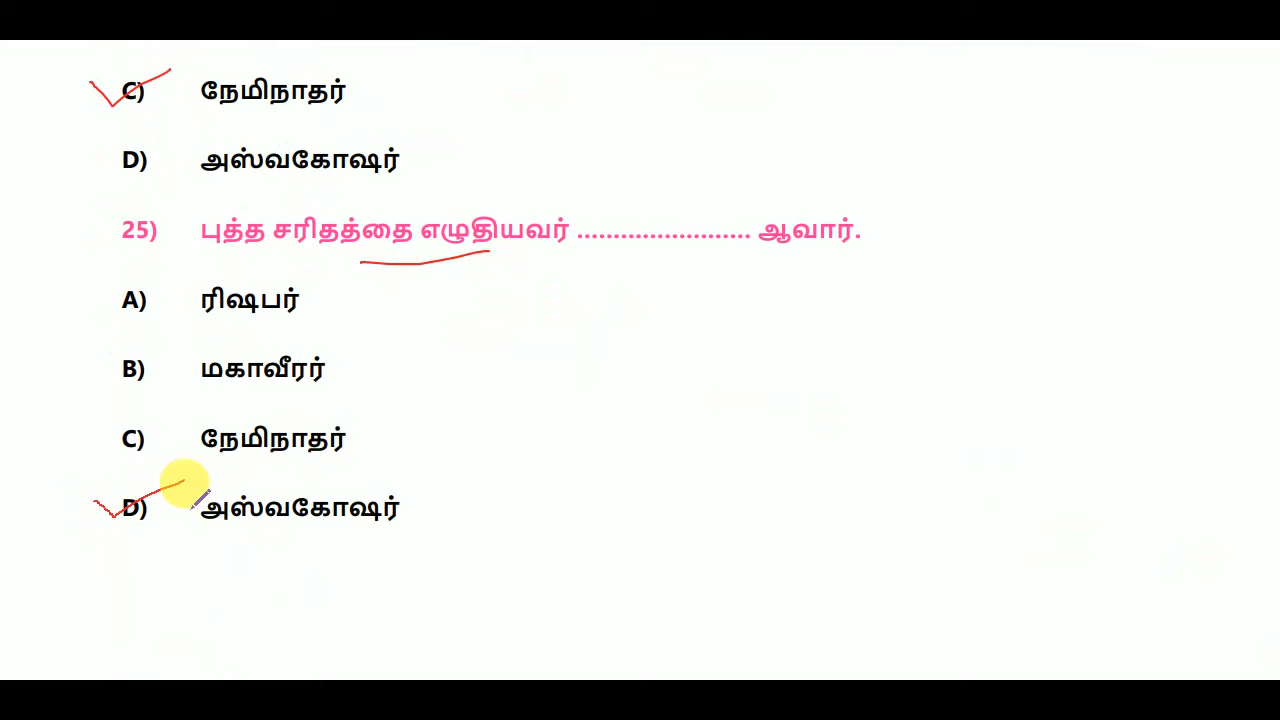 C) நேமிநாதர்
D) அஸ்வகோஷர்
25) புத்த சரிதத்தை எழுதியவர் ........................ ஆவார்.
A) ரிஷபர்
B) மகாவீரர்
C) நேமிநாதர்
D) அஸ்வகோஷர்